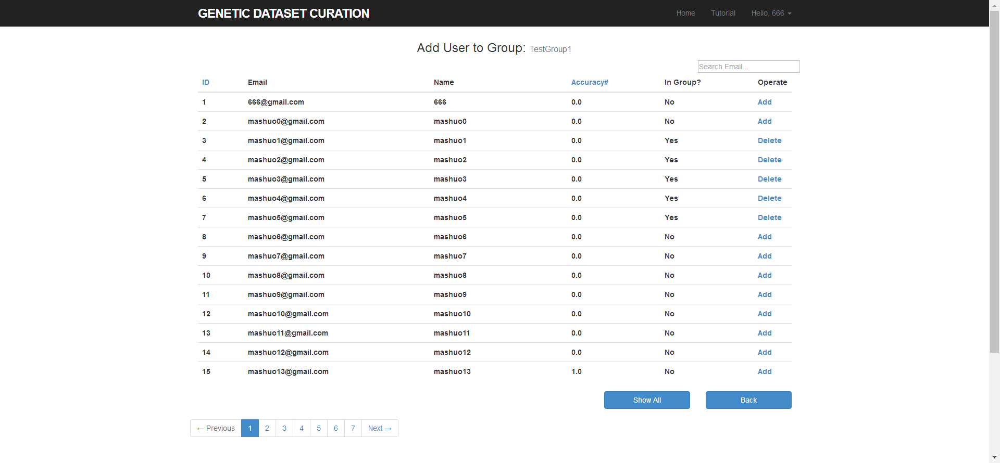 GENETIC DATASET CURATION Home Tutorial Hello, 666
Add User to Group: TestGroup1
Search Email...
ID Email Name Accuracy# In Group? Operate
1 666@gmail.com 666 0.0 No Add
2 mashuo0@gmail.com mashuo0 0.0 No Add
3 mashuo1@gmail.com mashuo1 0.0 Yes Delete
4 mashuo2@gmail.com mashuo2 0.0 Yes Delete
5 mashuo3@gmail.com mashuo3 0.0 Yes Delete
6 mashuo4@gmail.com mashuo4 0.0 Yes Delete
7 mashuo5@gmail.com mashuo5 0.0 Yes Delete
8 mashuo6@gmail.com mashuo6 0.0 No Add
9 mashuo7@gmail.com mashuo7 0.0 No Add
10 mashuo8@gmail.com mashuo8 0.0 No Add
11 mashuo9@gmail.com mashuo9 0.0 No Add
12 mashuo10@gmail.com mashuo10 0.0 No Add
13 mashuo11@gmail.com mashuo11 0.0 No Add
14 mashuo12@gmail.com mashuo12 0.0 No Add
15 mashuo13@gmail.com mashuo13 1.0 No Add
Show All Back
← Previous 1 2 3 4 5 6 7 Next →